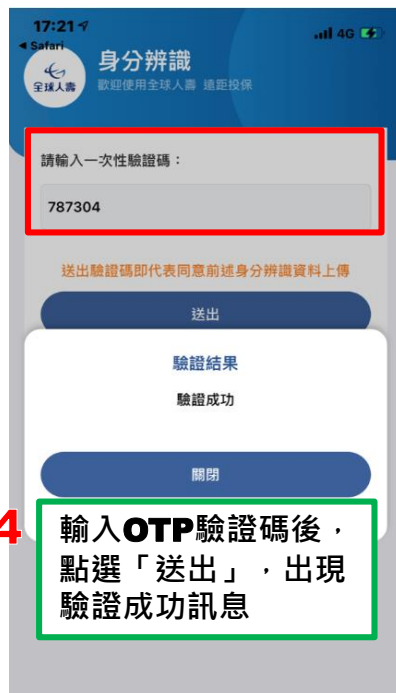 17:21
4G
Safari
全球人壽
身分辨識
歡迎使用全球人壽 遠距投保
請輸入一次性驗證碼：
787304
送出驗證碼即代表同意前述身分辨識資料上傳
送出
驗證結果
驗證成功
關閉
4
輸入OTP驗證碼後，
點選「送出」，出現
驗證成功訊息